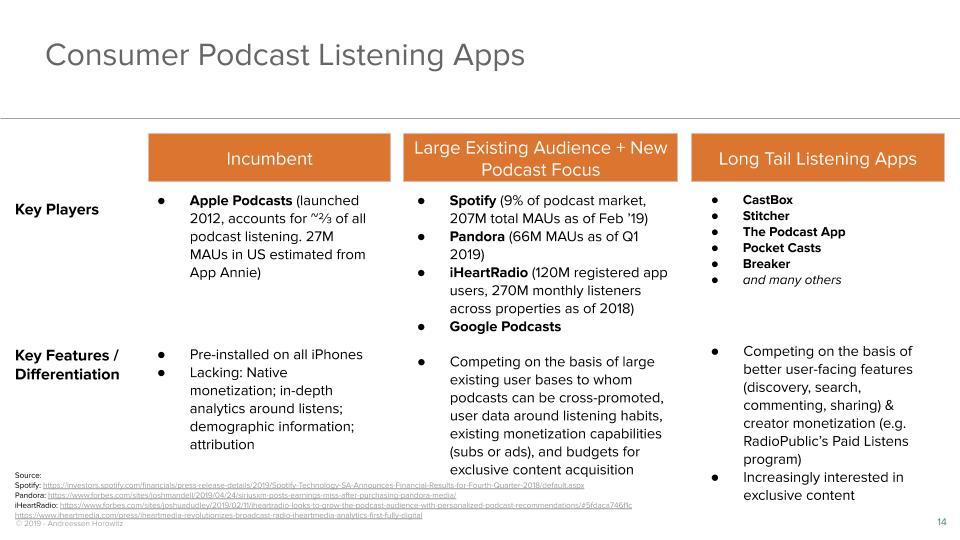 Consumer Podcast Listening Apps
Incumbent
Large Existing Audience + New
Podcast Focus
Long Tail Listening Apps
Key Players
● Apple Podcasts (launched
2012, accounts for ~⅔ of all
podcast listening. 27M
MAUs in US estimated from
App Annie)
● Spotify (9% of podcast market,
207M total MAUs as of Feb ’19)
● Pandora (66M MAUs as of Q1
2019)
● iHeartRadio (120M registered app
users, 270M monthly listeners
across properties as of 2018)
● Google Podcasts
● CastBox
● Stitcher
● The Podcast App
● Pocket Casts
● Breaker
● and many others
Key Features /
Differentiation
● Pre-installed on all iPhones
● Lacking: Native
monetization; in-depth
analytics around listens;
demographic information;
attribution
● Competing on the basis of large
existing user bases to whom
podcasts can be cross-promoted,
user data around listening habits,
existing monetization capabilities
(subs or ads), and budgets for
exclusive content acquisition
● Competing on the basis of
better user-facing features
(discovery, search,
commenting, sharing) &
creator monetization (e.g.
RadioPublic’s Paid Listens
program)
● Increasingly interested in
exclusive content
Source:
Spotify: https://investors.spotify.com/financials/press-release-details/2019/Spotify-Technology-SA-Announces-Financial-Results-for-Fourth-Quarter-2018/default.aspx
Pandora: https://www.forbes.com/sites/joshmandell/2019/04/24/siriusxm-posts-earnings-miss-after-purchasing-pandora-media/
iHeartRadio: https://www.forbes.com/sites/joshuadudley/2019/02/11/iheartradio-looks-to-grow-the-podcast-audience-with-personalized-podcast-recommendations/#5fdaca746f1c
https://www.iheartmedia.com/press/iheartmedia-revolutionizes-broadcast-radio-iheartmedia-analytics-first-fully-digital
© 2019 - Andreessen Horowitz
14